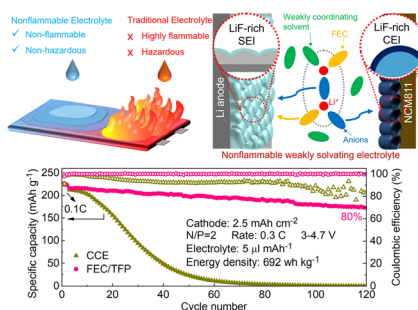 Nonflammable Electrolyte
✓ Non-flammable
✓ Non-hazardous
Traditional Electrolyte
x Highly flammable
x Hazardous
LiF-rich
SEI
Weakly coordinating
solvent
FEC
LiF-rich
CEI
Li anode
Li⁺
Anions
NCM811
Nonflammable weakly solvating electrolyte
Specific capacity (mAh g⁻¹)
250
200
150
100
50
0
0.1C
80%
Cathode: 2.5 mAh cm⁻²
N/P=2 Rate: 0.3 C 3-4.7 V
Electrolyte: 5 µl mAh⁻¹
Energy density: 692 wh kg⁻¹
CCE
FEC/TFP
100
80
60
40
20
0
Coulombic efficiency (%)
0 20 40 60 80 100 120
Cycle number